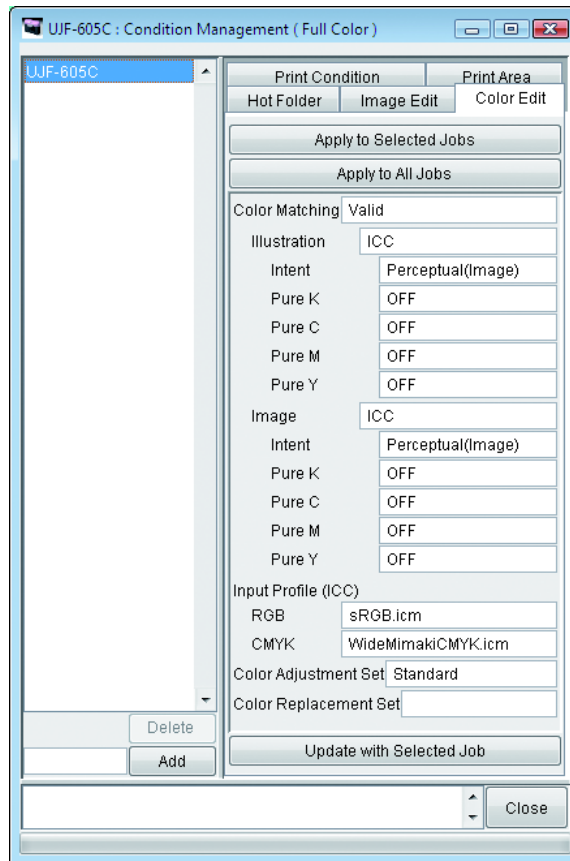 UJF-605C : Condition Management ( Full Color )
UJF-605C
Print Condition Print Area
Hot Folder Image Edit Color Edit
Apply to Selected Jobs
Apply to All Jobs
Color Matching Valid
Illustration ICC
Intent Perceptual(Image)
Pure K OFF
Pure C OFF
Pure M OFF
Pure Y OFF
Image ICC
Intent Perceptual(Image)
Pure K OFF
Pure C OFF
Pure M OFF
Pure Y OFF
Input Profile (ICC)
RGB sRGB.icm
CMYK WideMimakiCMYK.icm
Color Adjustment Set Standard
Color Replacement Set
Delete
Add
Update with Selected Job
Close